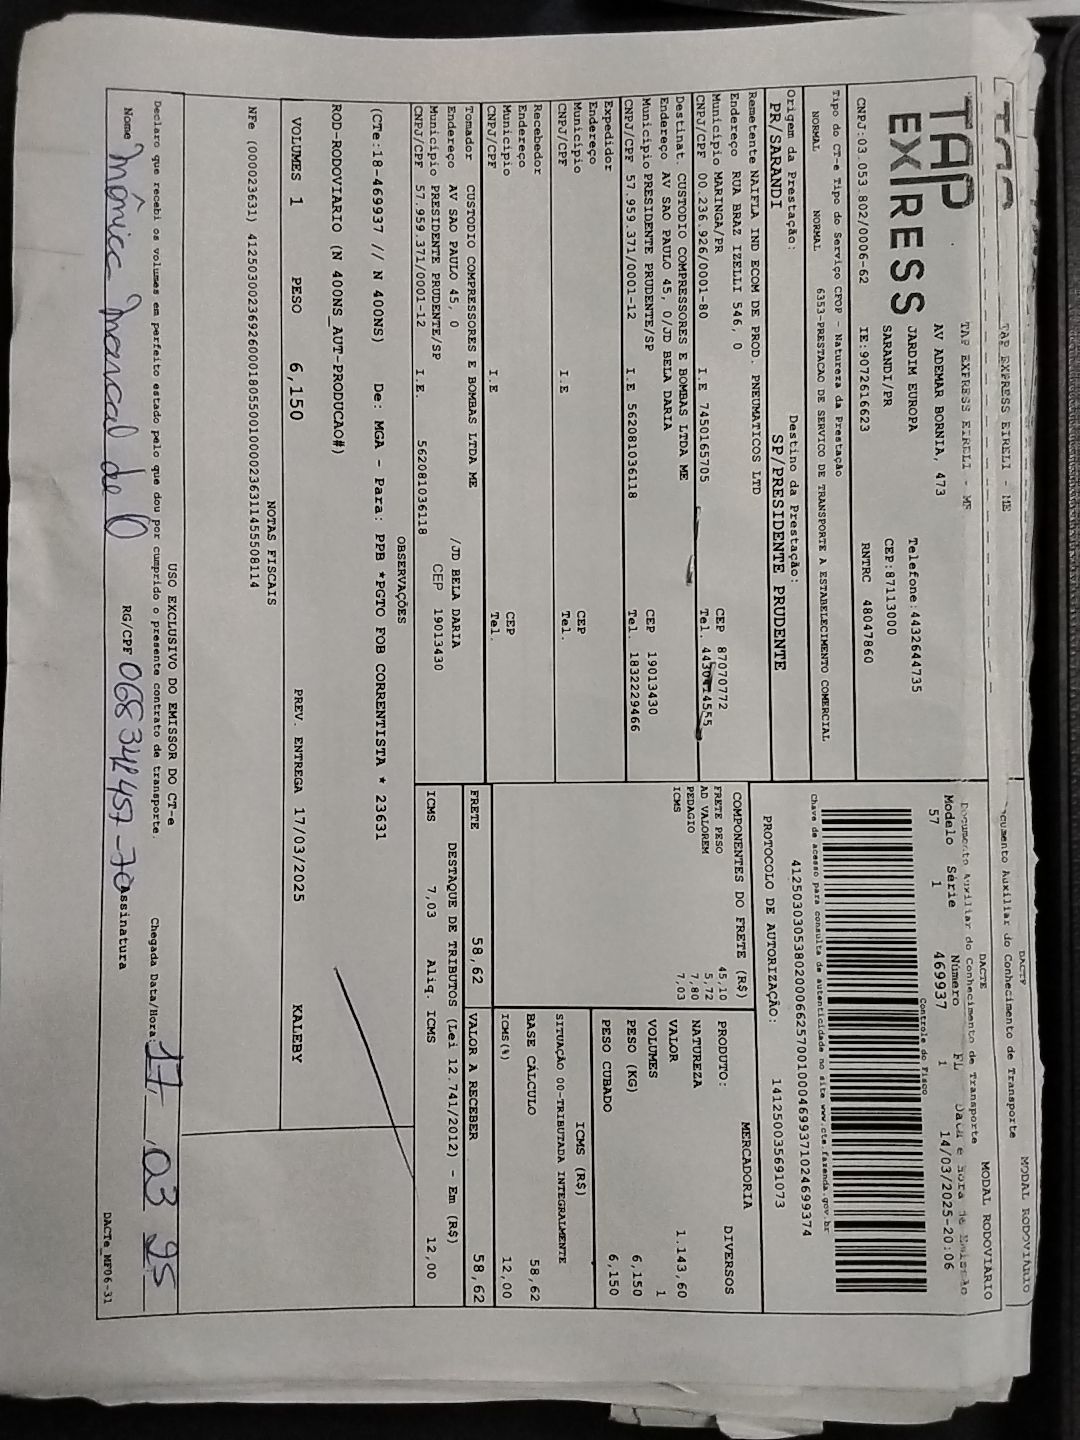 TAP EXPRESS EIRELI - ME
DACTE
MODAL RODOVIÁRIO
Documento Auxiliar do Conhecimento de Transporte
TAP EXPRESS
TAP EXPRESS EIRELI - ME
AV ADEMAR BORNIA, 473
JARDIM EUROPA
SARANDI/PR
Telefone:4432644735
CEP:87113000
CNPJ:03.053.802/0006-62 IE:9072616623 RNTRC 48047860
DACTE
MODAL RODOVIÁRIO
Documento Auxiliar do Conhecimento de Transporte
Modelo Série Número FL Data e Hora de Emissão
57 1 469937 1 14/03/2025-20:06
Controle do Fisco
Chave de acesso para consulta de autenticidade no site www.cte.fazenda.gov.br
41250303053802000662570010004699371024699374
PROTOCOLO DE AUTORIZAÇÃO: 141250035691073
Tipo do CT-e Tipo do Serviço CFOP - Natureza da Prestação
NORMAL NORMAL 6353-PRESTACAO DE SERVICO DE TRANSPORTE A ESTABELECIMENTO COMERCIAL
Origem da Prestação: Destino da Prestação:
PR/SARANDI SP/PRESIDENTE PRUDENTE
Remetente NAIFLA IND ECOM DE PROD. PNEUMATICOS LTD
Endereço RUA BRAZ IZELLI 546, 0
Município MARINGA/PR CEP 87070772
CNPJ/CPF 00.236.926/0001-80 I.E 7450165705 Tel.
Destinat. CUSTODIO COMPRESSORES E BOMBAS LTDA ME
Endereço AV SAO PAULO 45, 0/JD BELA DARIA
Município PRESIDENTE PRUDENTE/SP CEP 19013430
CNPJ/CPF 57.959.371/0001-12 I.E 562081036118 Tel. 1832229466
Expedidor
Endereço
Município CEP
CNPJ/CPF I.E Tel.
Recebedor
Endereço
Município CEP
CNPJ/CPF I.E Tel.
Tomador CUSTODIO COMPRESSORES E BOMBAS LTDA ME
Endereço AV SAO PAULO 45, 0 /JD BELA DARIA
Município PRESIDENTE PRUDENTE/SP CEP 19013430
CNPJ/CPF 57.959.371/0001-12 I.E. 562081036118
COMPONENTES DO FRETE (R$)
FRETE PESO 45,10
AD VALOREM 5,72
PEDAGIO 7,80
ICMS 7,03
MERCADORIA
PRODUTO: DIVERSOS
NATUREZA
VALOR 1.143,60
VOLUMES 1
PESO (KG) 6,150
PESO CUBADO 6,150
ICMS (R$)
SITUAÇÃO 00-TRIBUTADA INTEGRALMENTE
BASE CÁLCULO 58,62
ICMS(%) 12,00
FRETE 58,62 VALOR A RECEBER 58,62
DESTAQUE DE TRIBUTOS (Lei 12.741/2012) - Em (R$)
ICMS 7,03 Aliq. ICMS 12,00
OBSERVAÇÕES
(CTe:18-469937 // N 400NS) De: MGA - Para: PPB *PGTO FOB CORRENTISTA * 23631
ROD-RODOVIARIO (N 400NS_AUT-PRODUCAO#)
VOLUMES 1 PESO 6,150 PREV. ENTREGA 17/03/2025 KALEBY
NOTAS FISCAIS
NFe (000023631) 41250300236926000180550010000236311455508114
USO EXCLUSIVO DO EMISSOR DO CT-e
Declaro que recebi os volumes em perfeito estado pelo que dou por cumprido o presente contrato de transporte. Chegada Data/Hora: 17 03 25
Nome Mônica Marcal de O RG/CPF 068342457-70 Assinatura
DACTe_MF06-31